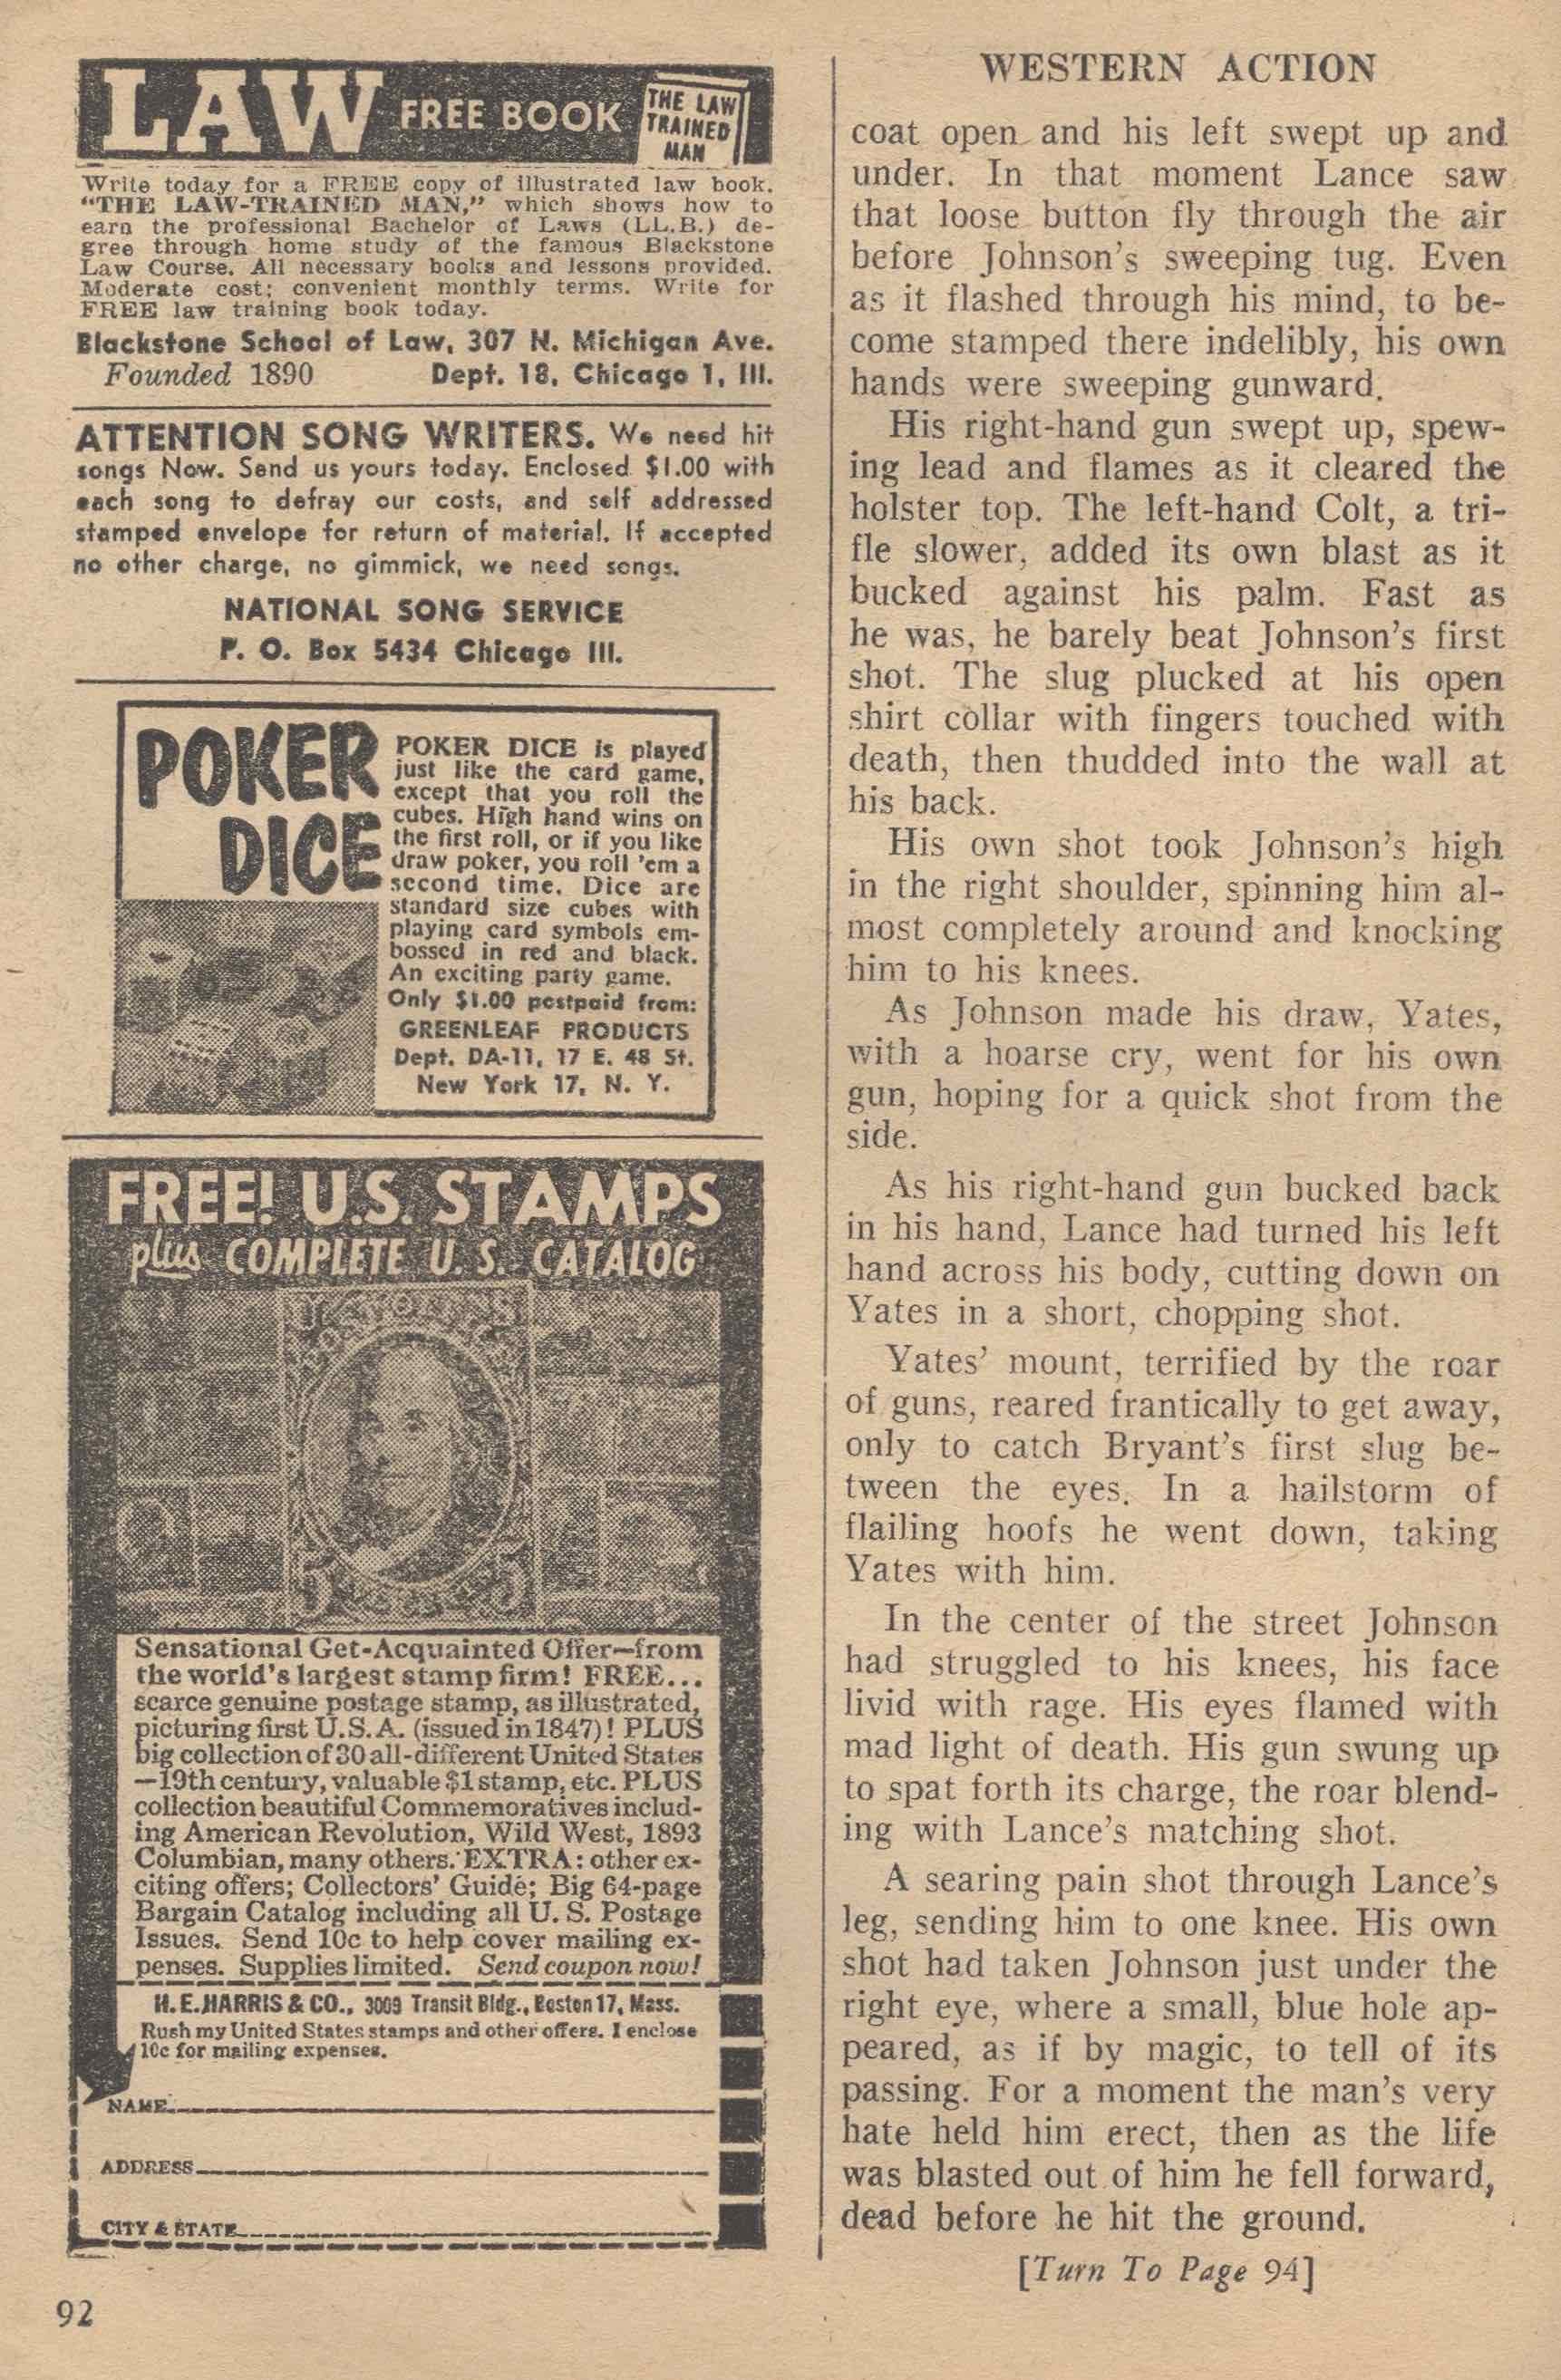 LAW FREE BOOK
THE LAW
TRAINED
MAN
Write today for a FREE copy of illustrated law book.
"THE LAW-TRAINED MAN," which shows how to
earn the professional Bachelor of Laws (LL.B.) de-
gree through home study of the famous Blackstone
Law Course. All necessary books and lessons provided.
Moderate cost; convenient monthly terms. Write for
FREE law training book today.
Blackstone School of Law, 307 N. Michigan Ave.
Founded 1890 Dept. 18, Chicago 1, Ill.
ATTENTION SONG WRITERS. We need hit
songs Now. Send us yours today. Enclosed $1.00 with
each song to defray our costs, and self addressed
stamped envelope for return of material. If accepted
no other charge, no gimmick, we need songs.
NATIONAL SONG SERVICE
P. O. Box 5434 Chicago Ill.
POKER
DICE
POKER DICE is played
just like the card game,
except that you roll the
cubes. High hand wins on
the first roll, or if you like
draw poker, you roll 'em a
second time. Dice are
standard size cubes with
playing card symbols em-
bossed in red and black.
An exciting party game.
Only $1.00 postpaid from:
GREENLEAF PRODUCTS
Dept. DA-11, 17 E. 48 St.
New York 17, N. Y.
FREE! U.S. STAMPS
plus COMPLETE U. S. CATALOG
Sensational Get-Acquainted Offer—from
the world's largest stamp firm! FREE...
scarce genuine postage stamp, as illustrated,
picturing first U.S.A. (issued in 1847)! PLUS
big collection of 30 all-different United States
—19th century, valuable $1 stamp, etc. PLUS
collection beautiful Commemoratives includ-
ing American Revolution, Wild West, 1893
Columbian, many others. EXTRA: other ex-
citing offers; Collectors' Guide; Big 64-page
Bargain Catalog including all U. S. Postage
Issues. Send 10c to help cover mailing ex-
penses. Supplies limited. Send coupon now!
H. E. HARRIS & CO., 3009 Transit Bldg., Boston 17, Mass.
Rush my United States stamps and other offers. I enclose
10c for mailing expenses.
NAME
ADDRESS
CITY & STATE
92
WESTERN ACTION
coat open and his left swept up and
under. In that moment Lance saw
that loose button fly through the air
before Johnson's sweeping tug. Even
as it flashed through his mind, to be-
come stamped there indelibly, his own
hands were sweeping gunward.
His right-hand gun swept up, spew-
ing lead and flames as it cleared the
holster top. The left-hand Colt, a tri-
fle slower, added its own blast as it
bucked against his palm. Fast as
he was, he barely beat Johnson's first
shot. The slug plucked at his open
shirt collar with fingers touched with
death, then thudded into the wall at
his back.
His own shot took Johnson's high
in the right shoulder, spinning him al-
most completely around and knocking
him to his knees.
As Johnson made his draw, Yates,
with a hoarse cry, went for his own
gun, hoping for a quick shot from the
side.
As his right-hand gun bucked back
in his hand, Lance had turned his left
hand across his body, cutting down on
Yates in a short, chopping shot.
Yates' mount, terrified by the roar
of guns, reared frantically to get away,
only to catch Bryant's first slug be-
tween the eyes. In a hailstorm of
flailing hoofs he went down, taking
Yates with him.
In the center of the street Johnson
had struggled to his knees, his face
livid with rage. His eyes flamed with
mad light of death. His gun swung up
to spat forth its charge, the roar blend-
ing with Lance's matching shot.
A searing pain shot through Lance's
leg, sending him to one knee. His own
shot had taken Johnson just under the
right eye, where a small, blue hole ap-
peared, as if by magic, to tell of its
passing. For a moment the man's very
hate held him erect, then as the life
was blasted out of him he fell forward,
dead before he hit the ground.
[Turn To Page 94]